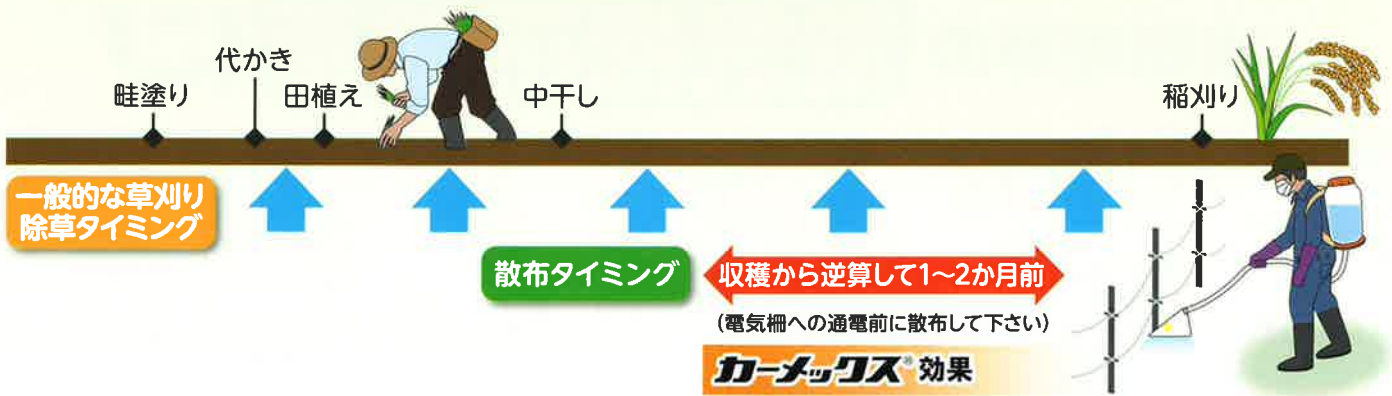 代かき
畦塗り
田植え
中干し
稲刈り
一般的な草刈り
除草タイミング
散布タイミング
収穫から逆算して1〜2か月前
(電気柵への通電前に散布して下さい)
カーメックス®効果